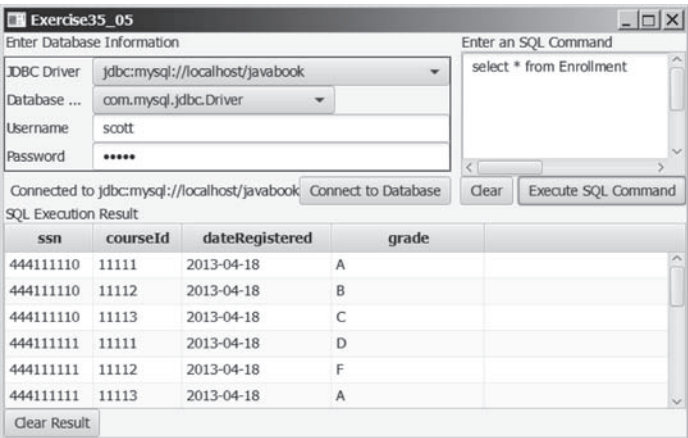 Exercise35_05
Enter Database Information
JDBC Driver jdbc:mysql://localhost/javabook
Database ... com.mysql.jdbc.Driver
Username scott
Password •••••
Connected to jdbc:mysql://localhost/javabook Connect to Database
Enter an SQL Command
select * from Enrollment
Clear Execute SQL Command
SQL Execution Result
ssn courseId dateRegistered grade
444111110 11111 2013-04-18 A
444111110 11112 2013-04-18 B
444111110 11113 2013-04-18 C
444111111 11111 2013-04-18 D
444111111 11112 2013-04-18 F
444111111 11113 2013-04-18 A
Clear Result